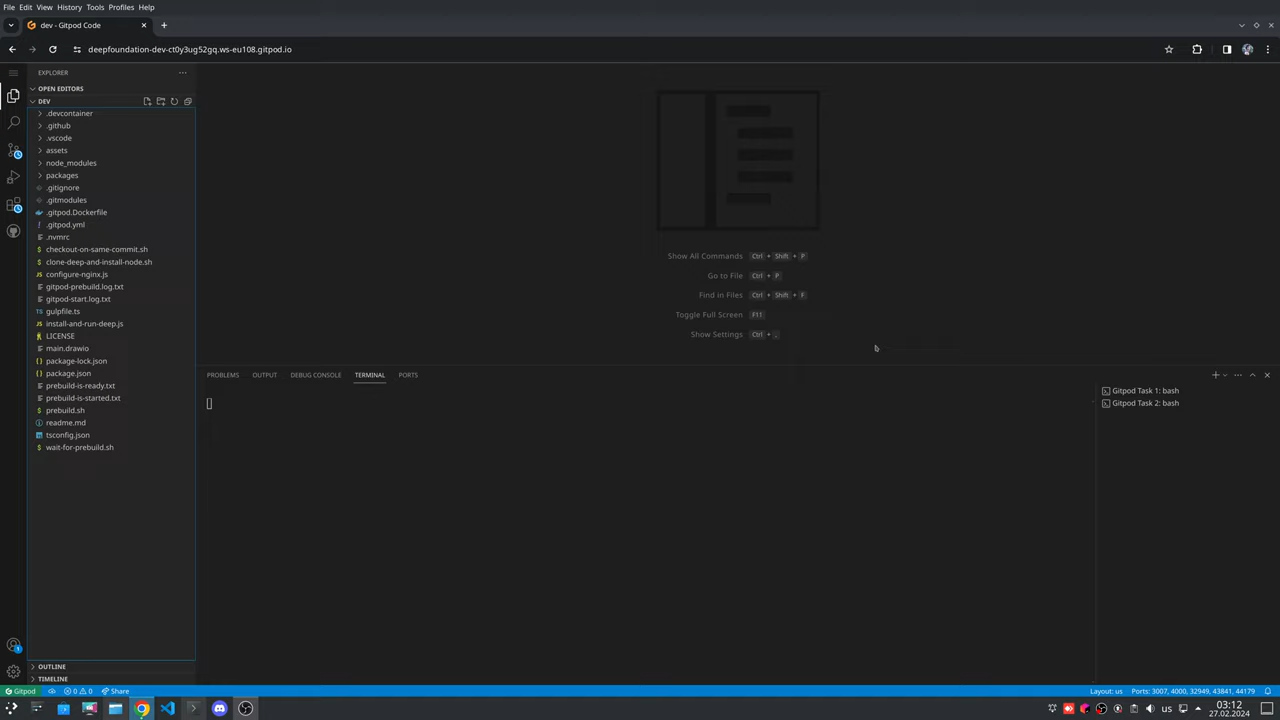 File Edit View History Tools Profiles Help
dev - Gitpod Code
deepfoundation-dev-ct0y3ug52gq.ws-eu108.gitpod.io
EXPLORER
OPEN EDITORS
DEV
.devcontainer
.github
.vscode
assets
node_modules
packages
.gitignore
.gitmodules
.gitpod.Dockerfile
.gitpod.yml
.nvmrc
checkout-on-same-commit.sh
clone-deep-and-install-node.sh
configure-nginx.js
gitpod-prebuild.log.txt
gitpod-start.log.txt
gulpfile.ts
install-and-run-deep.js
LICENSE
main.drawio
package-lock.json
package.json
prebuild-is-ready.txt
prebuild-is-started.txt
prebuild.sh
readme.md
tsconfig.json
wait-for-prebuild.sh
OUTLINE
TIMELINE
Show All Commands Ctrl + Shift + P
Go to File Ctrl + P
Find in Files Ctrl + Shift + F
Toggle Full Screen F11
Show Settings Ctrl + ,
PROBLEMS OUTPUT DEBUG CONSOLE TERMINAL PORTS
Gitpod Task 1: bash
Gitpod Task 2: bash
Gitpod 0 0 Share Layout: us Ports: 3007, 4000, 32949, 43841, 44179
us 03:12
27.02.2024